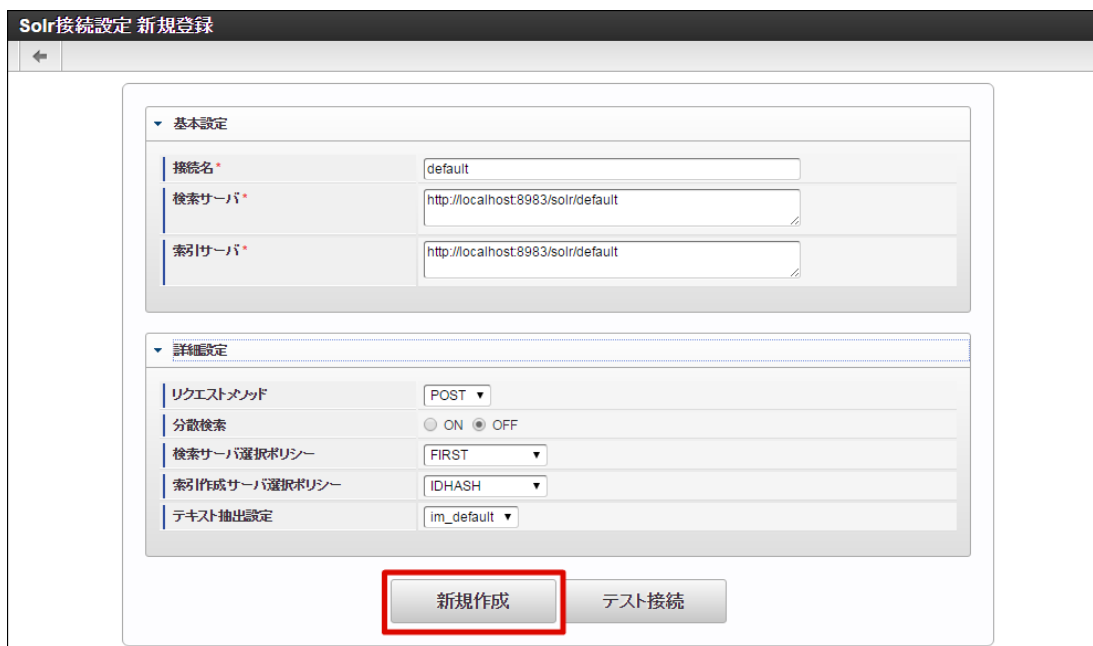 Solr接続設定 新規登録
基本設定
接続名* default
検索サーバ* http://localhost:8983/solr/default
索引サーバ* http://localhost:8983/solr/default
詳細設定
リクエストメソッド POST
分散検索 ON OFF
検索サーバ選択ポリシー FIRST
索引作成サーバ選択ポリシー IDHASH
テキスト抽出設定 im_default
新規作成 テスト接続